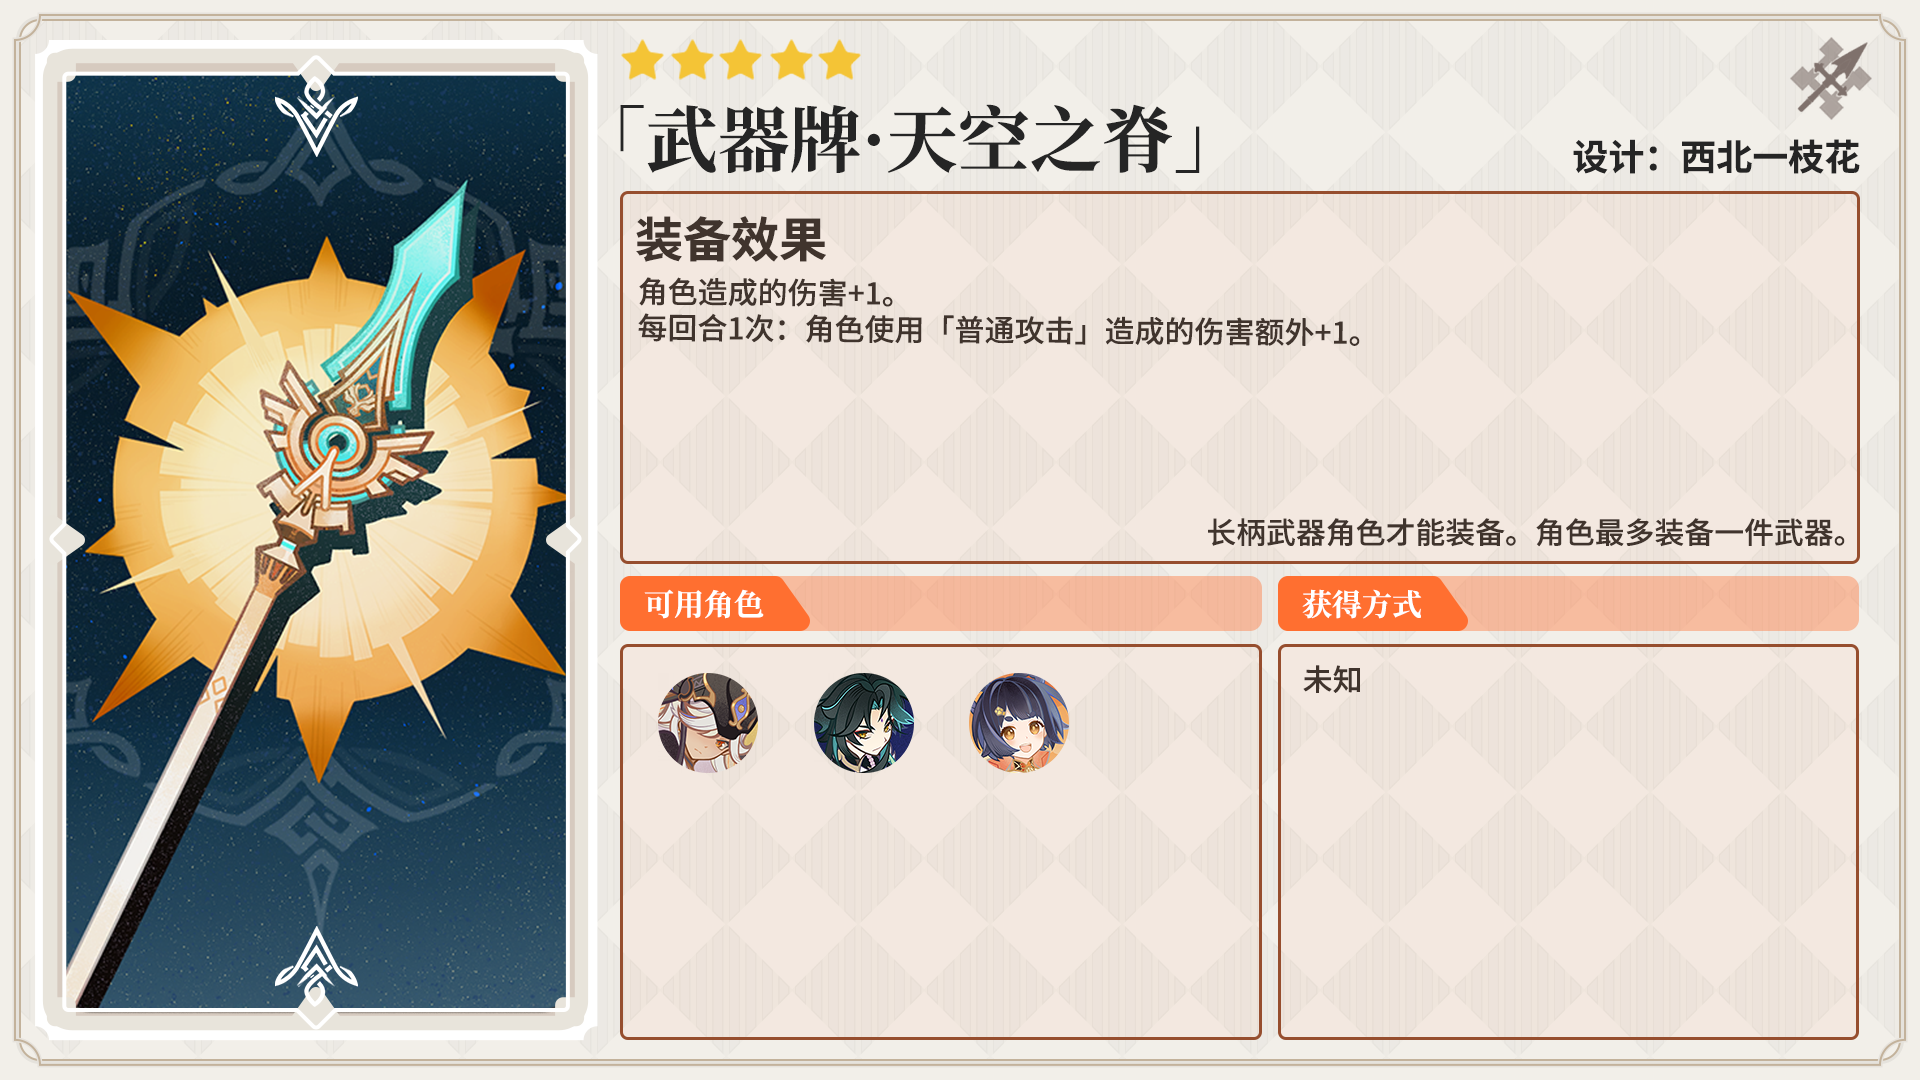 「武器牌·天空之脊」
设计：西北一枝花
装备效果
角色造成的伤害+1。
每回合1次：角色使用「普通攻击」造成的伤害额外+1。
长柄武器角色才能装备。角色最多装备一件武器。
可用角色
获得方式
未知